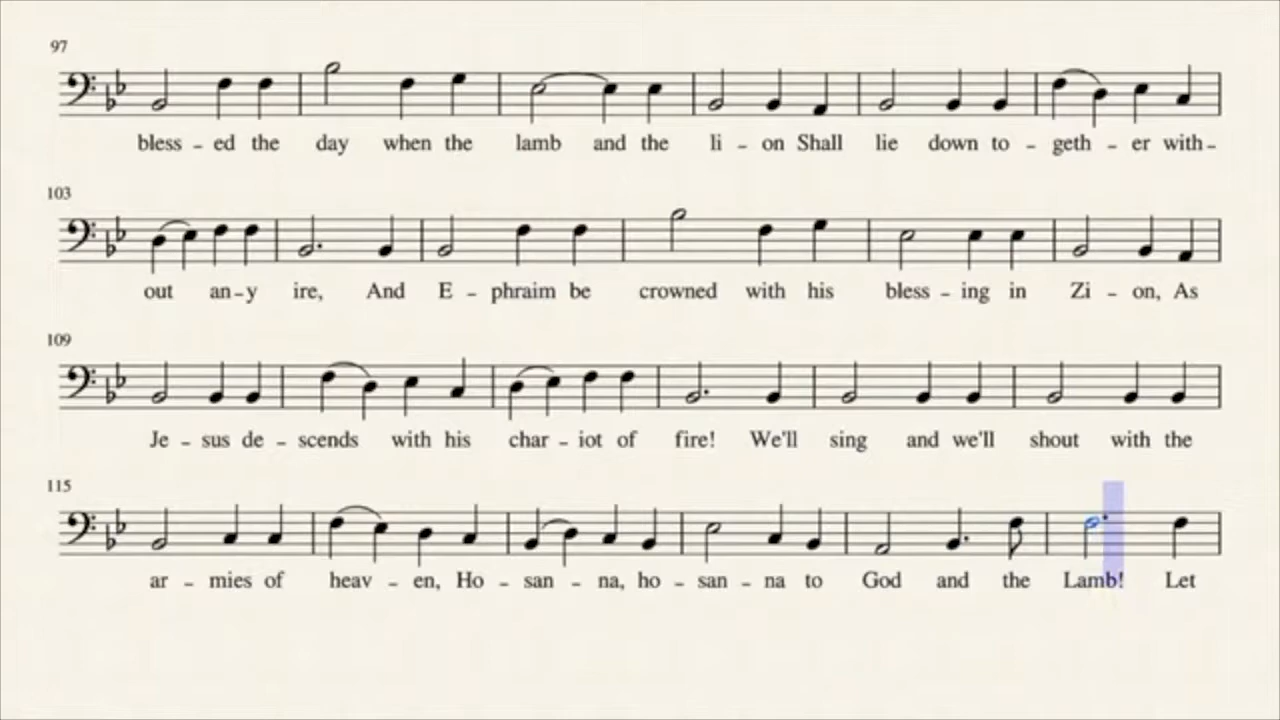 97
bless – ed the day when the lamb and the li – on Shall lie down to – geth – er with –
103
out an – y ire, And E – phraim be crowned with his bless – ing in Zi – on, As
109
Je – sus de – scends with his char – iot of fire! We'll sing and we'll shout with the
115
ar – mies of heav – en, Ho – san – na, ho – san – na to God and the Lamb! Let